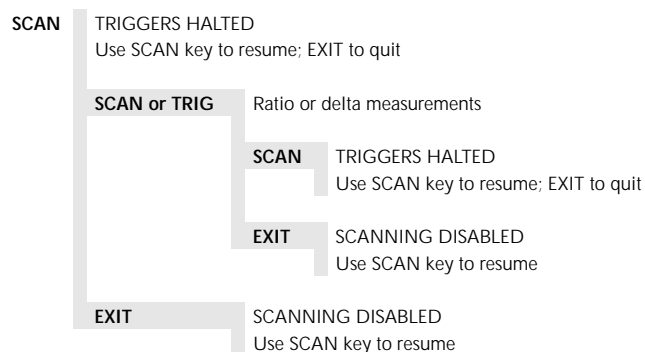 SCAN TRIGGERS HALTED
Use SCAN key to resume; EXIT to quit
SCAN or TRIG Ratio or delta measurements
SCAN TRIGGERS HALTED
Use SCAN key to resume; EXIT to quit
EXIT SCANNING DISABLED
Use SCAN key to resume
EXIT SCANNING DISABLED
Use SCAN key to resume